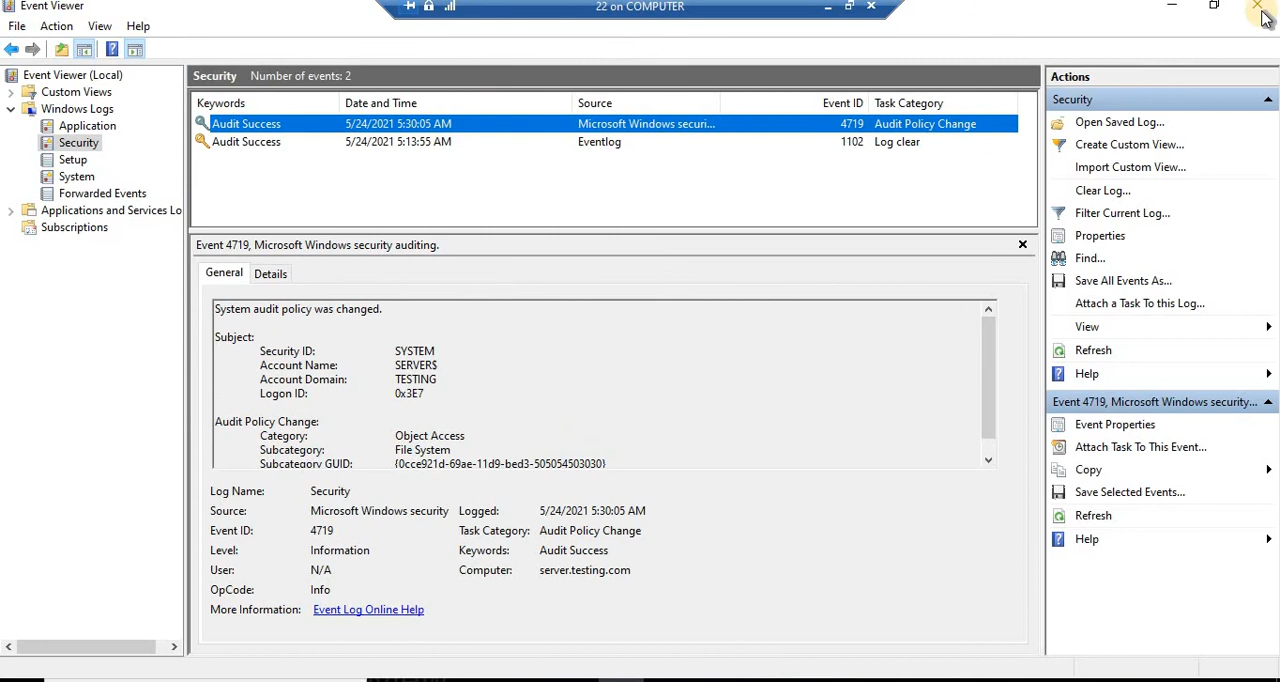 Event Viewer
22 on COMPUTER
File Action View Help
Event Viewer (Local)
Custom Views
Windows Logs
Application
Security
Setup
System
Forwarded Events
Applications and Services Lo
Subscriptions
Security Number of events: 2
Keywords Date and Time Source Event ID Task Category
Audit Success 5/24/2021 5:30:05 AM Microsoft Windows securi... 4719 Audit Policy Change
Audit Success 5/24/2021 5:13:55 AM Eventlog 1102 Log clear
Event 4719, Microsoft Windows security auditing.
General Details
System audit policy was changed.
Subject:
Security ID: SYSTEM
Account Name: SERVER$
Account Domain: TESTING
Logon ID: 0x3E7
Audit Policy Change:
Category: Object Access
Subcategory: File System
Subcategory GUID: {0cce921d-69ae-11d9-bed3-505054503030}
Log Name: Security
Source: Microsoft Windows security Logged: 5/24/2021 5:30:05 AM
Event ID: 4719 Task Category: Audit Policy Change
Level: Information Keywords: Audit Success
User: N/A Computer: server.testing.com
OpCode: Info
More Information: Event Log Online Help
Actions
Security
Open Saved Log...
Create Custom View...
Import Custom View...
Clear Log...
Filter Current Log...
Properties
Find...
Save All Events As...
Attach a Task To this Log...
View
Refresh
Help
Event 4719, Microsoft Windows security...
Event Properties
Attach Task To This Event...
Copy
Save Selected Events...
Refresh
Help